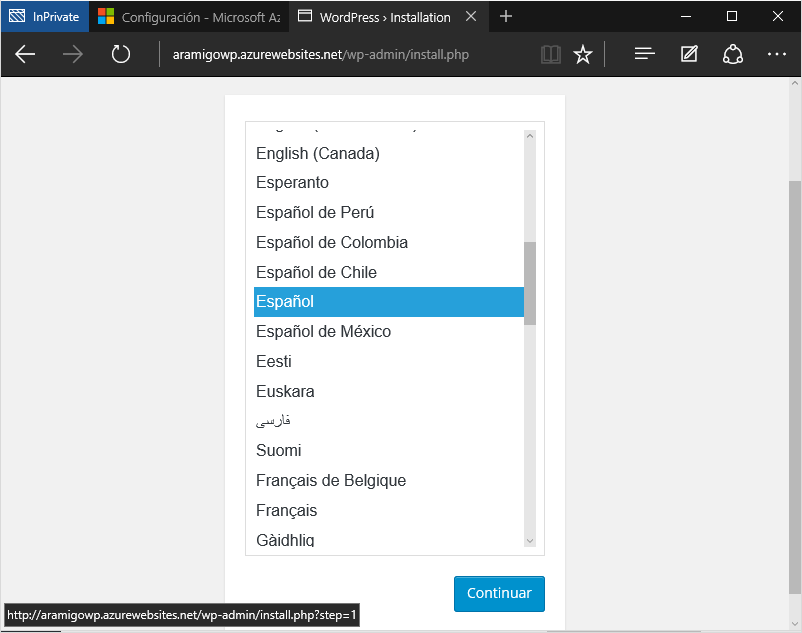 InPrivate
Configuración - Microsoft Az
WordPress › Installation
aramigowp.azurewebsites.net/wp-admin/install.php
English (Canada)
Esperanto
Español de Perú
Español de Colombia
Español de Chile
Español
Español de México
Eesti
Euskara
فارسی
Suomi
Français de Belgique
Français
Gàidhlig
Continuar
http://aramigowp.azurewebsites.net/wp-admin/install.php?step=1